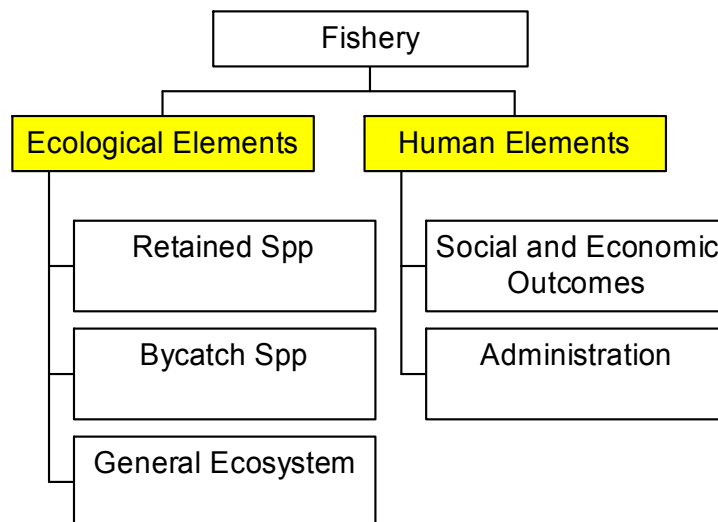 Fishery
Ecological Elements
Human Elements
Retained Spp
Social and Economic
Outcomes
Bycatch Spp
Administration
General Ecosystem